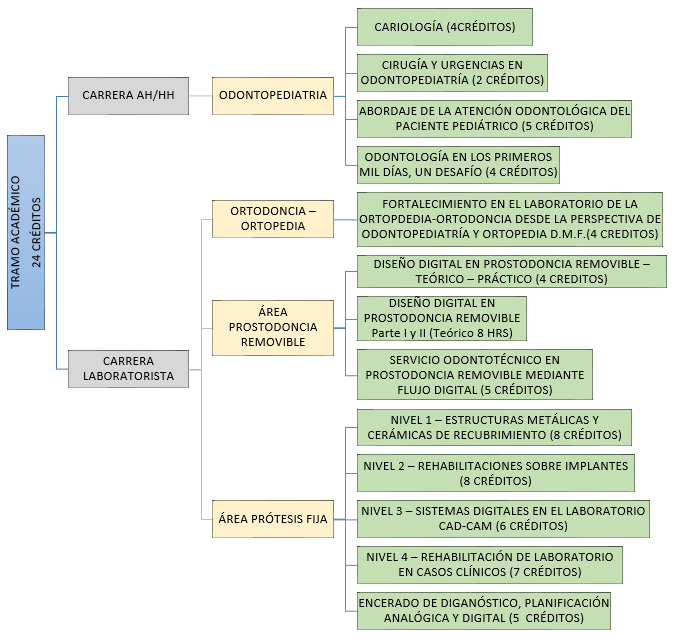 TRAMO ACADÉMICO
24 CRÉDITOS
CARRERA AH/HH
ODONTOPEDIATRIA
CARIOLOGÍA (4CRÉDITOS)
CIRUGÍA Y URGENCIAS EN
ODONTOPEDIATRÍA (2 CRÉDITOS)
ABORDAJE DE LA ATENCIÓN ODONTOLÓGICA DEL
PACIENTE PEDIÁTRICO (5 CRÉDITOS)
ODONTOLOGÍA EN LOS PRIMEROS
MIL DÍAS, UN DESAFÍO (4 CRÉDITOS)
CARRERA
LABORATORISTA
ORTODONCIA –
ORTOPEDIA
FORTALECIMIENTO EN EL LABORATORIO DE LA
ORTOPDEDIA-ORTODONCIA DESDE LA PERSPECTIVA DE
ODONTOPEDIATRÍA Y ORTOPEDIA D.M.F.(4 CREDITOS)
ÁREA
PROSTODONCIA
REMOVIBLE
DISEÑO DIGITAL EN PROSTODONCIA REMOVIBLE –
TEÓRICO – PRÁCTICO (4 CREDITOS)
DISEÑO DIGITAL EN
PROSTODONCIA REMOVIBLE
Parte I y II (Teórico 8 HRS)
SERVICIO ODONTOTÉCNICO EN
PROSTODONCIA REMOVIBLE MEDIANTE
FLUJO DIGITAL (5 CRÉDITOS)
ÁREA PRÓTESIS FIJA
NIVEL 1 – ESTRUCTURAS METÁLICAS Y
CERÁMICAS DE RECUBRIMIENTO (8 CRÉDITOS)
NIVEL 2 – REHABILITACIONES SOBRE IMPLANTES
(8 CRÉDITOS)
NIVEL 3 – SISTEMAS DIGITALES EN EL LABORATORIO
CAD-CAM (6 CRÉDITOS)
NIVEL 4 – REHABILITACIÓN DE LABORATORIO
EN CASOS CLÍNICOS (7 CRÉDITOS)
ENCERADO DE DIGANÓSTIC, PLANIFICACIÓN
ANALÓGICA Y DIGITAL (5 CRÉDITOS)